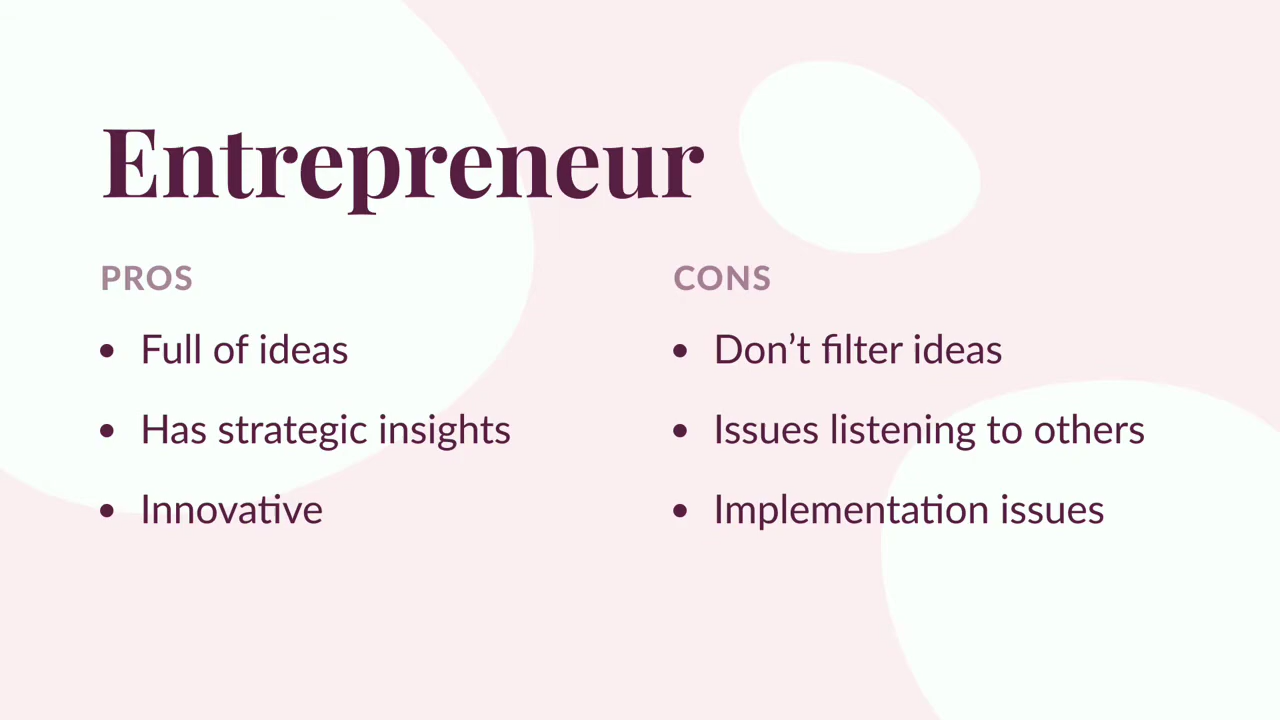 Entrepreneur
PROS
• Full of ideas
• Has strategic insights
• Innovative
CONS
• Don’t filter ideas
• Issues listening to others
• Implementation issues